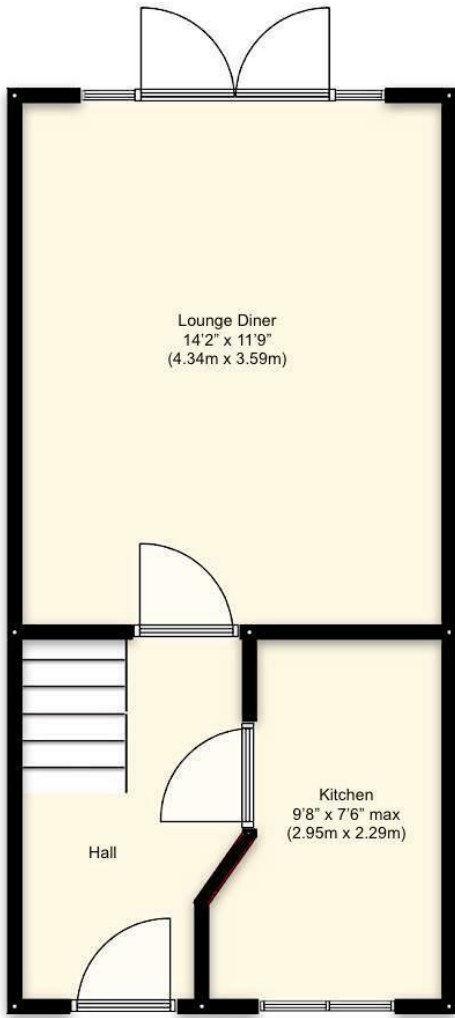 Lounge Diner
14'2" x 11'9"
(4.34m x 3.59m)
Kitchen
9'8" x 7'6" max
(2.95m x 2.29m)
Hall